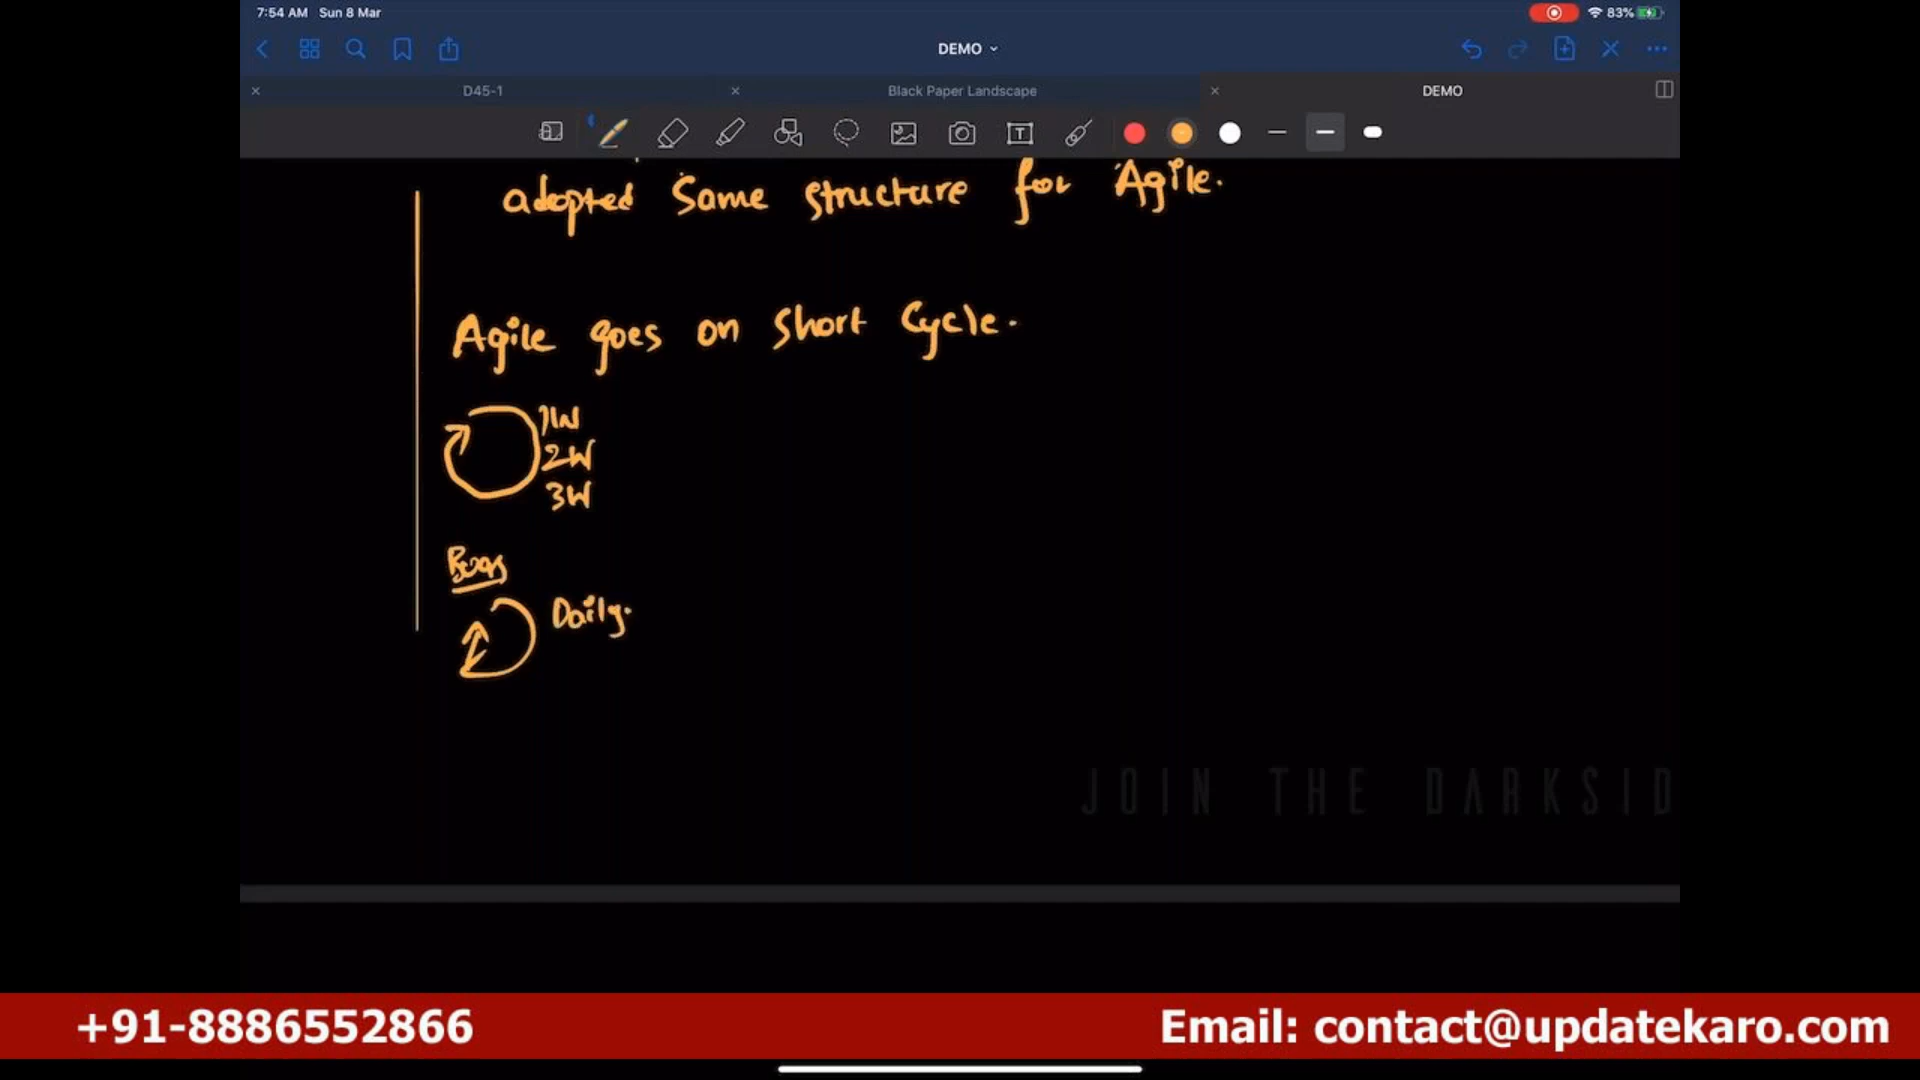 7:54 AM Sun 8 Mar
83%
DEMO
D45-1
Black Paper Landscape
DEMO
adopted Same structure for Agile.
Agile goes on Short Cycle.
1W
2W
3W
Daily.
JOIN THE DARKSID
+91-8886552866
Email: contact@updatekaro.com